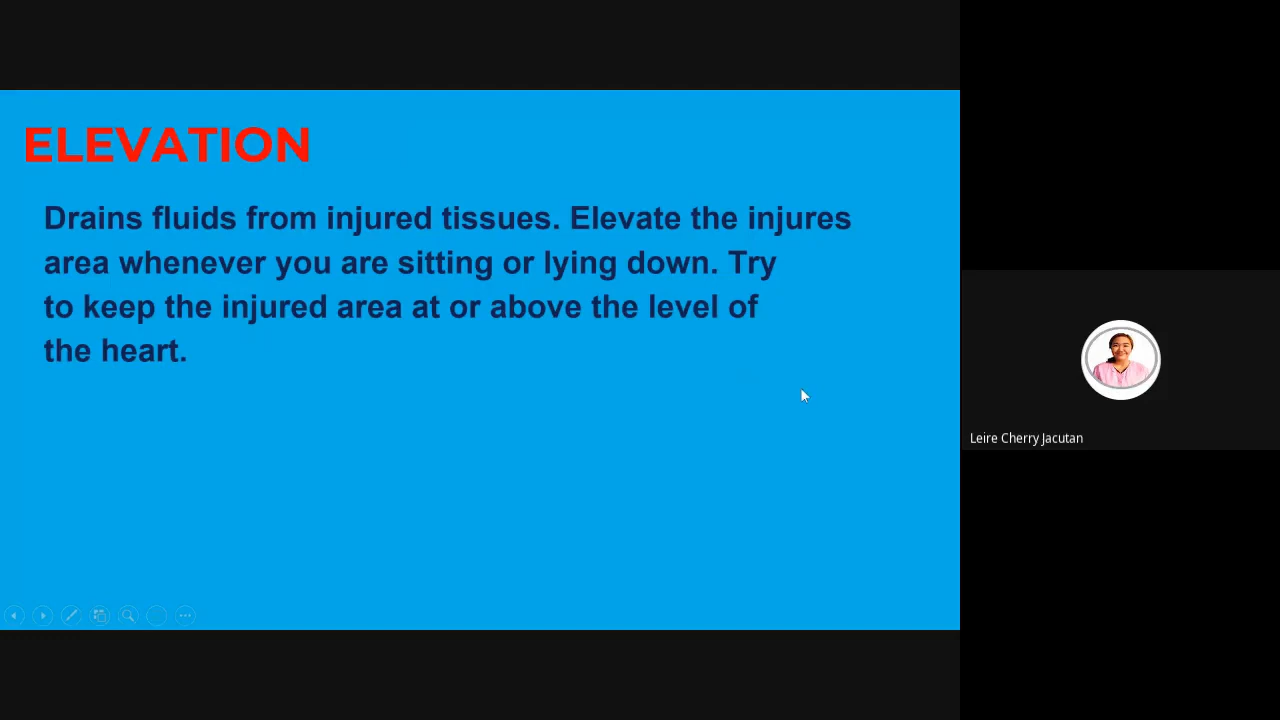 ELEVATION
Drains fluids from injured tissues. Elevate the injures
area whenever you are sitting or lying down. Try
to keep the injured area at or above the level of
the heart.
Leire Cherry Jacutan